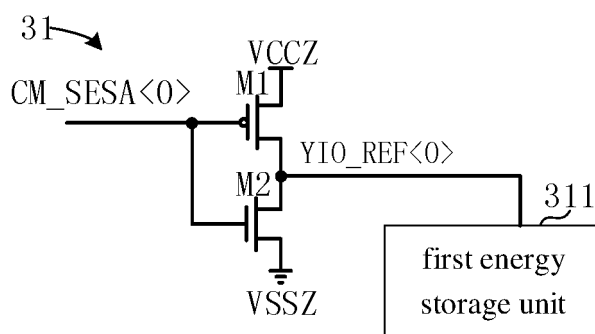 31
VCCZ
M1
CM_SESA<0>
YIO_REF<0>
M2
311
first energy
storage unit
VSSZ